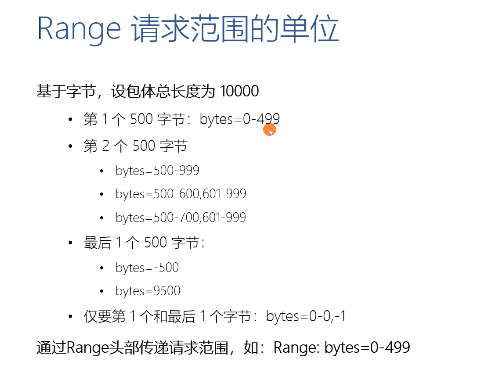 Range 请求范围的单位
基于字节，设包体总长度为 10000
• 第 1 个 500 字节：bytes=0-499
• 第 2 个 500 字节
• bytes=500-999
• bytes=500-600,601-999
• bytes=500-700,601-999
• 最后 1 个 500 字节：
• bytes=-500
• bytes=9500
• 仅要第 1 个和最后 1 个字节：bytes=0-0,-1
通过Range头部传递请求范围，如：Range: bytes=0-499